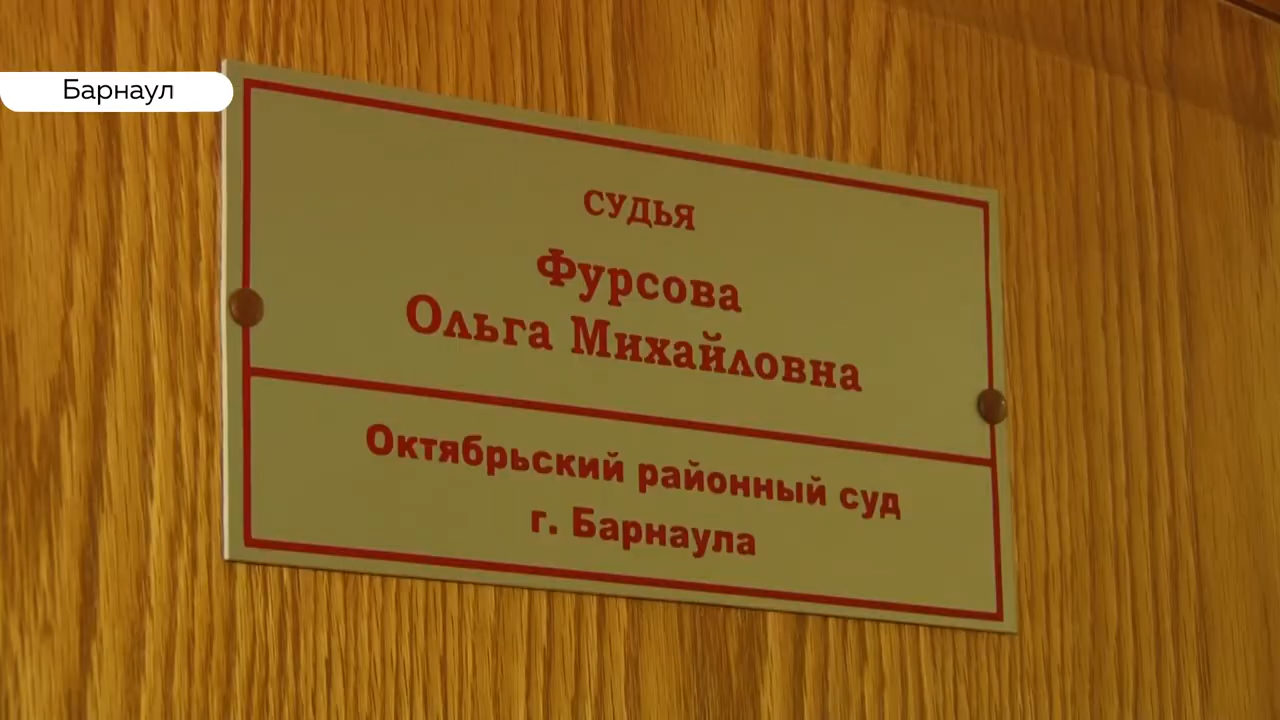 Барнаул
СУДЬЯ
Фурсова
Ольга Михайловна
Октябрьский районный суд
г. Барнаула